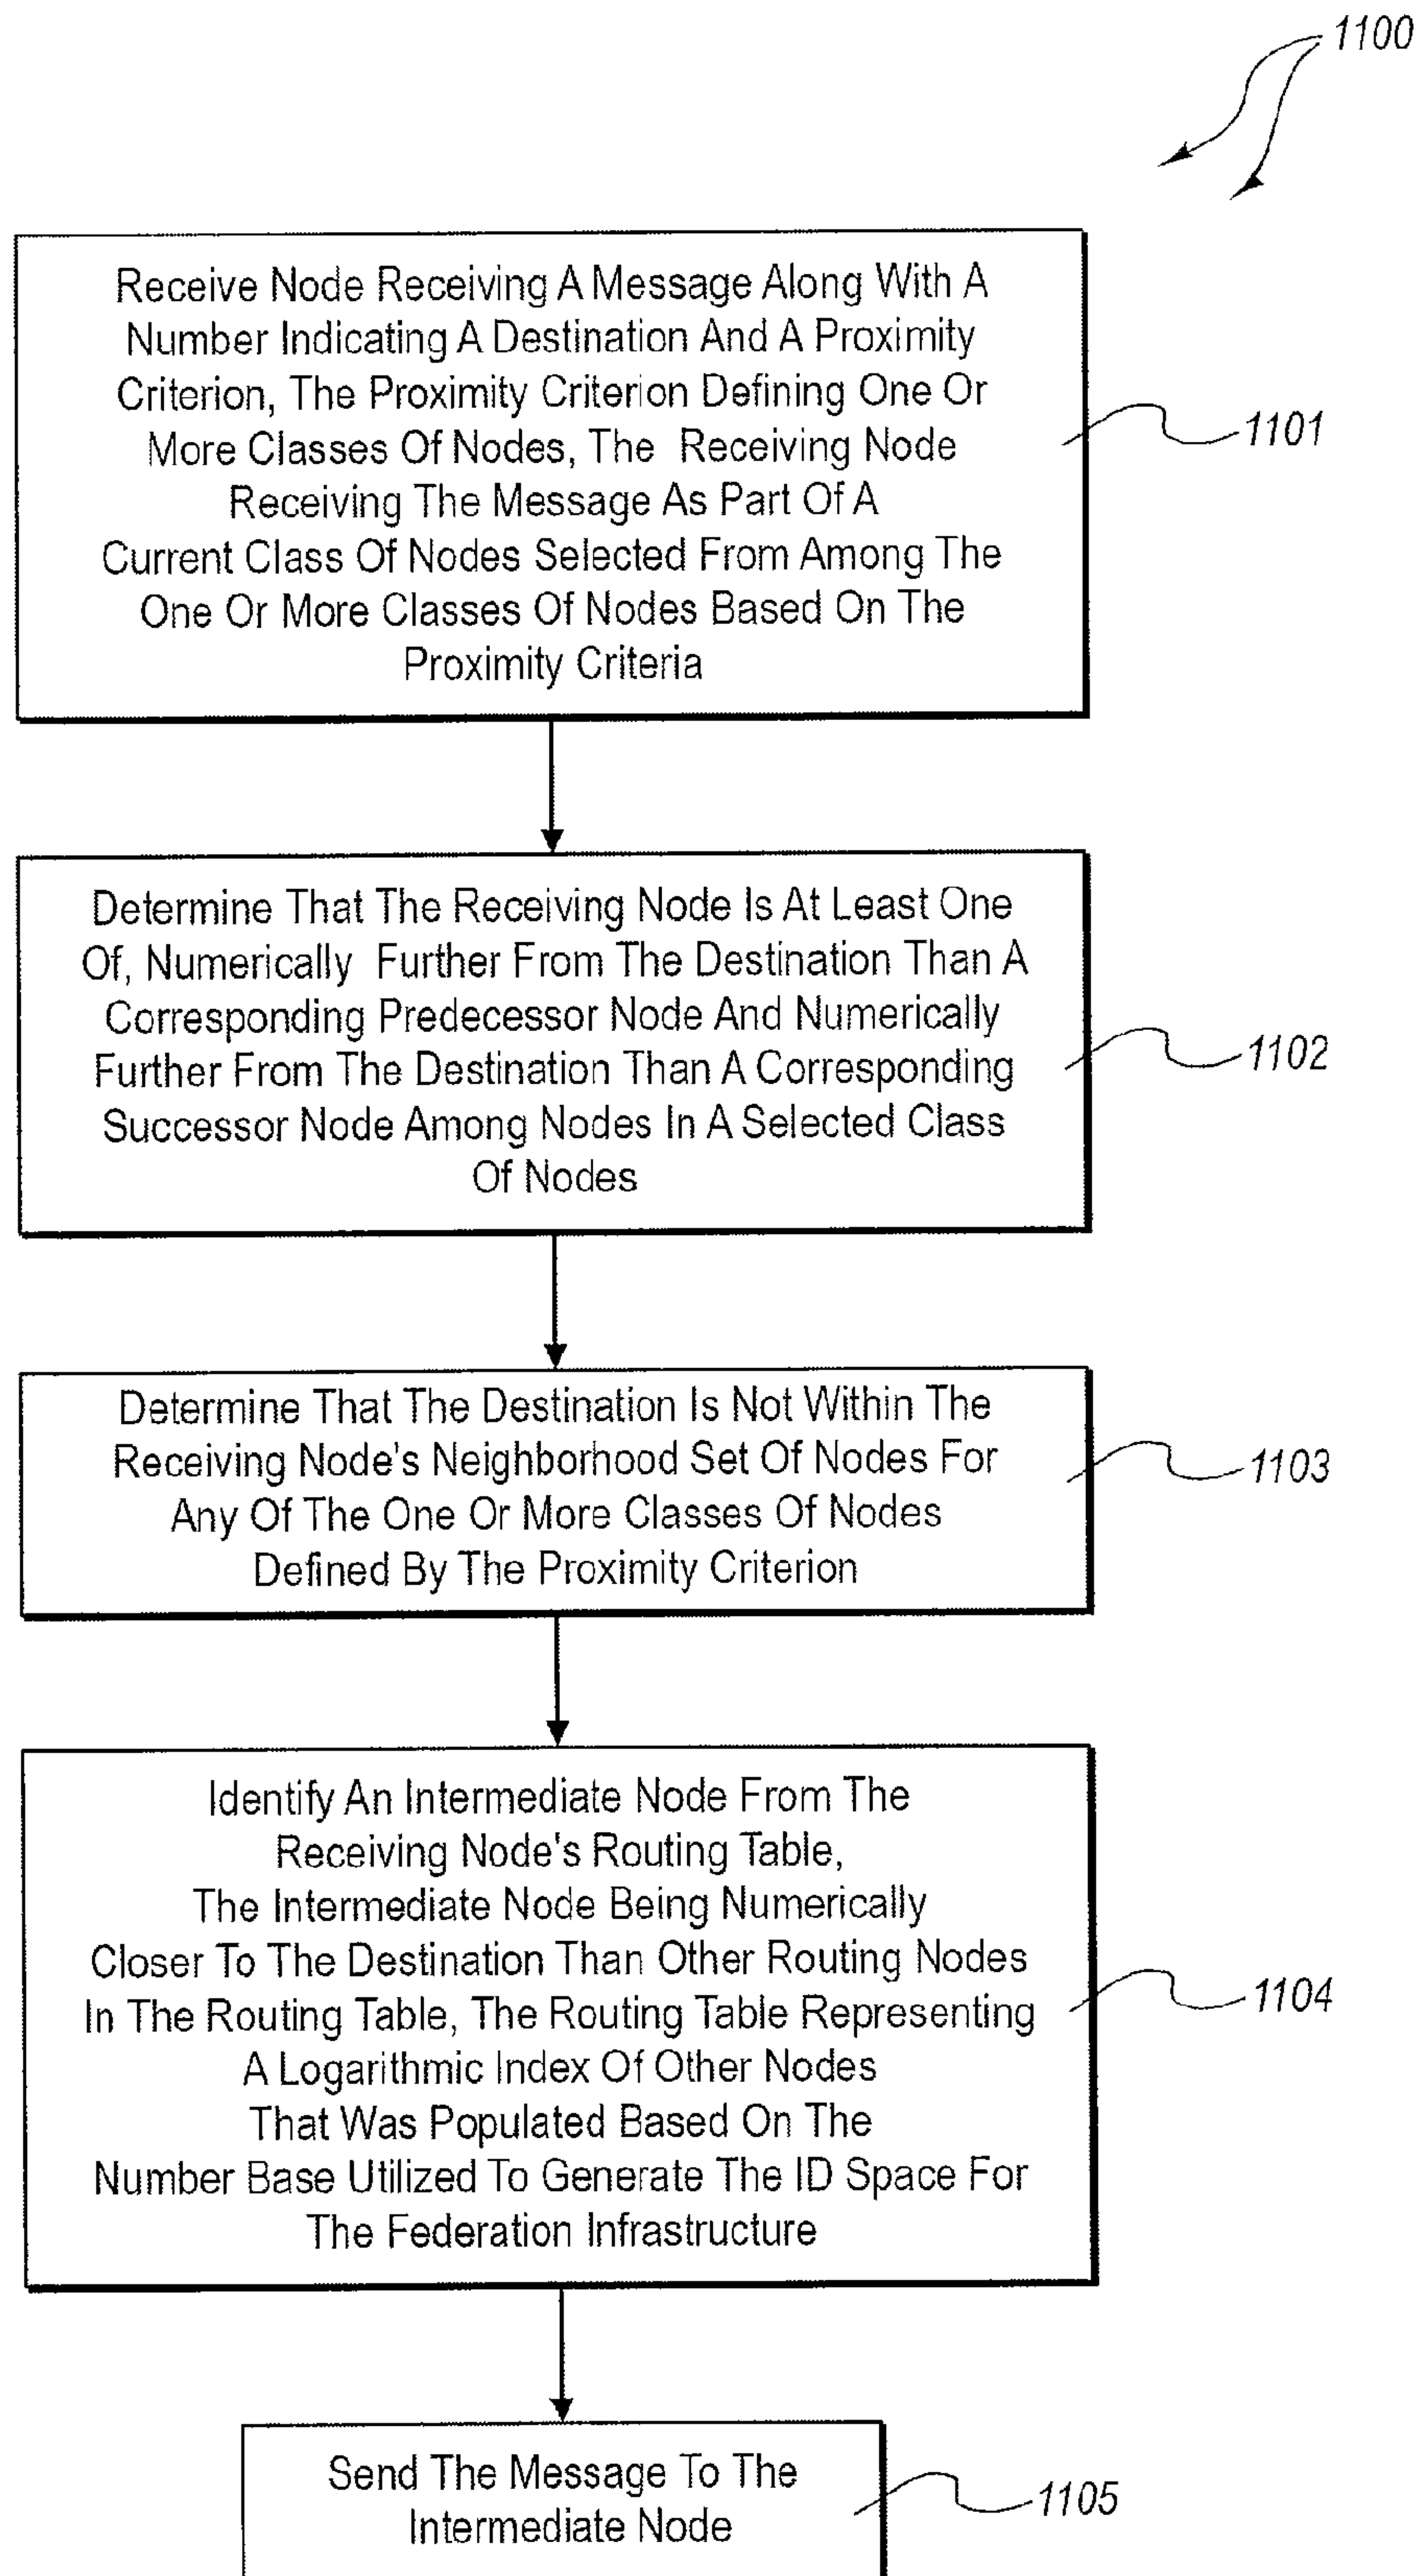 1100
Receive Node Receiving A Message Along With A
Number Indicating A Destination And A Proximity
Criterion, The Proximity Criterion Defining One Or
More Classes Of Nodes, The Receiving Node
Receiving The Message As Part Of A
Current Class Of Nodes Selected From Among The
One Or More Classes Of Nodes Based On The
Proximity Criteria
1101
Determine That The Receiving Node Is At Least One
Of, Numerically Further From The Destination Than A
Corresponding Predecessor Node And Numerically
Further From The Destination Than A Corresponding
Successor Node Among Nodes In A Selected Class
Of Nodes
1102
Determine That The Destination Is Not Within The
Receiving Node's Neighborhood Set Of Nodes For
Any Of The One Or More Classes Of Nodes
Defined By The Proximity Criterion
1103
Identify An Intermediate Node From The
Receiving Node's Routing Table,
The Intermediate Node Being Numerically
Closer To The Destination Than Other Routing Nodes
In The Routing Table, The Routing Table Representing
A Logarithmic Index Of Other Nodes
That Was Populated Based On The
Number Base Utilized To Generate The ID Space For
The Federation Infrastructure
1104
Send The Message To The
Intermediate Node
1105